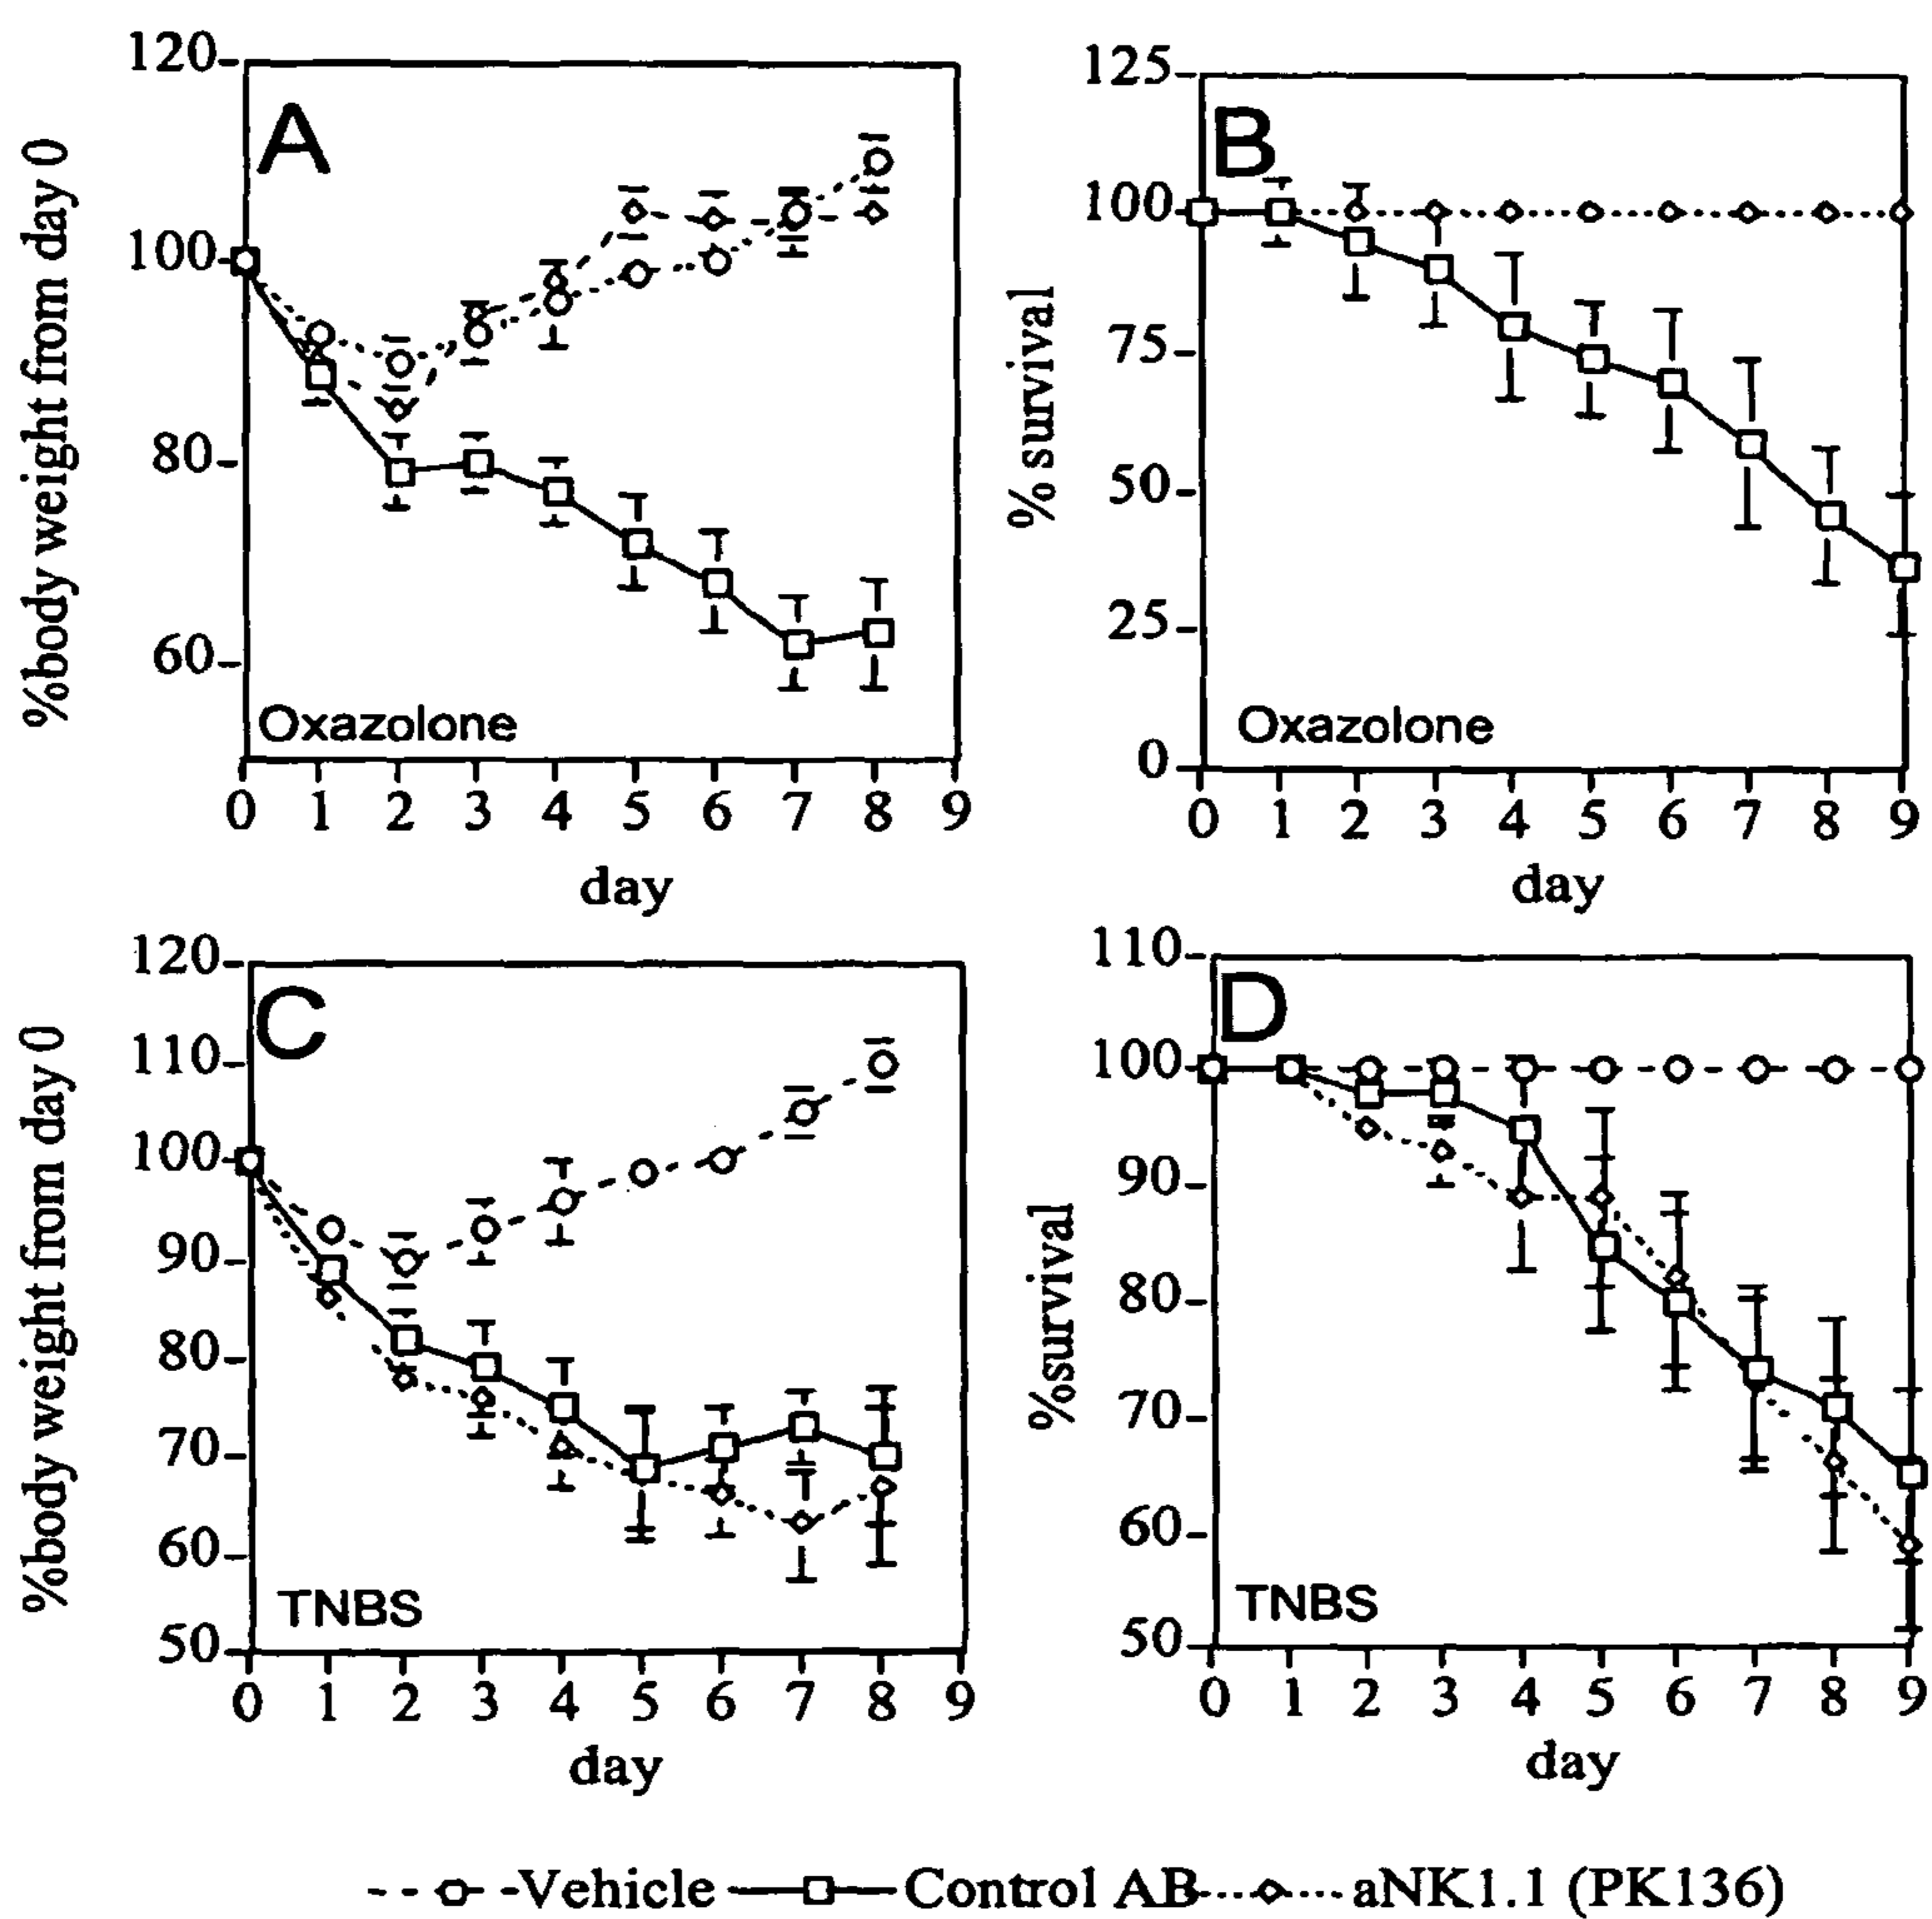 %body weight from day 0
120
100
80
60
A
Oxazolone
0 1 2 3 4 5 6 7 8 9
day
% survival
125
100
75
50
25
0
B
Oxazolone
0 1 2 3 4 5 6 7 8 9
day
%body weight from day 0
120
110
100
90
80
70
60
50
C
TNBS
0 1 2 3 4 5 6 7 8 9
day
%survival
110
100
90
80
70
60
50
D
TNBS
0 1 2 3 4 5 6 7 8 9
day
Vehicle Control AB aNK1.1 (PK136)